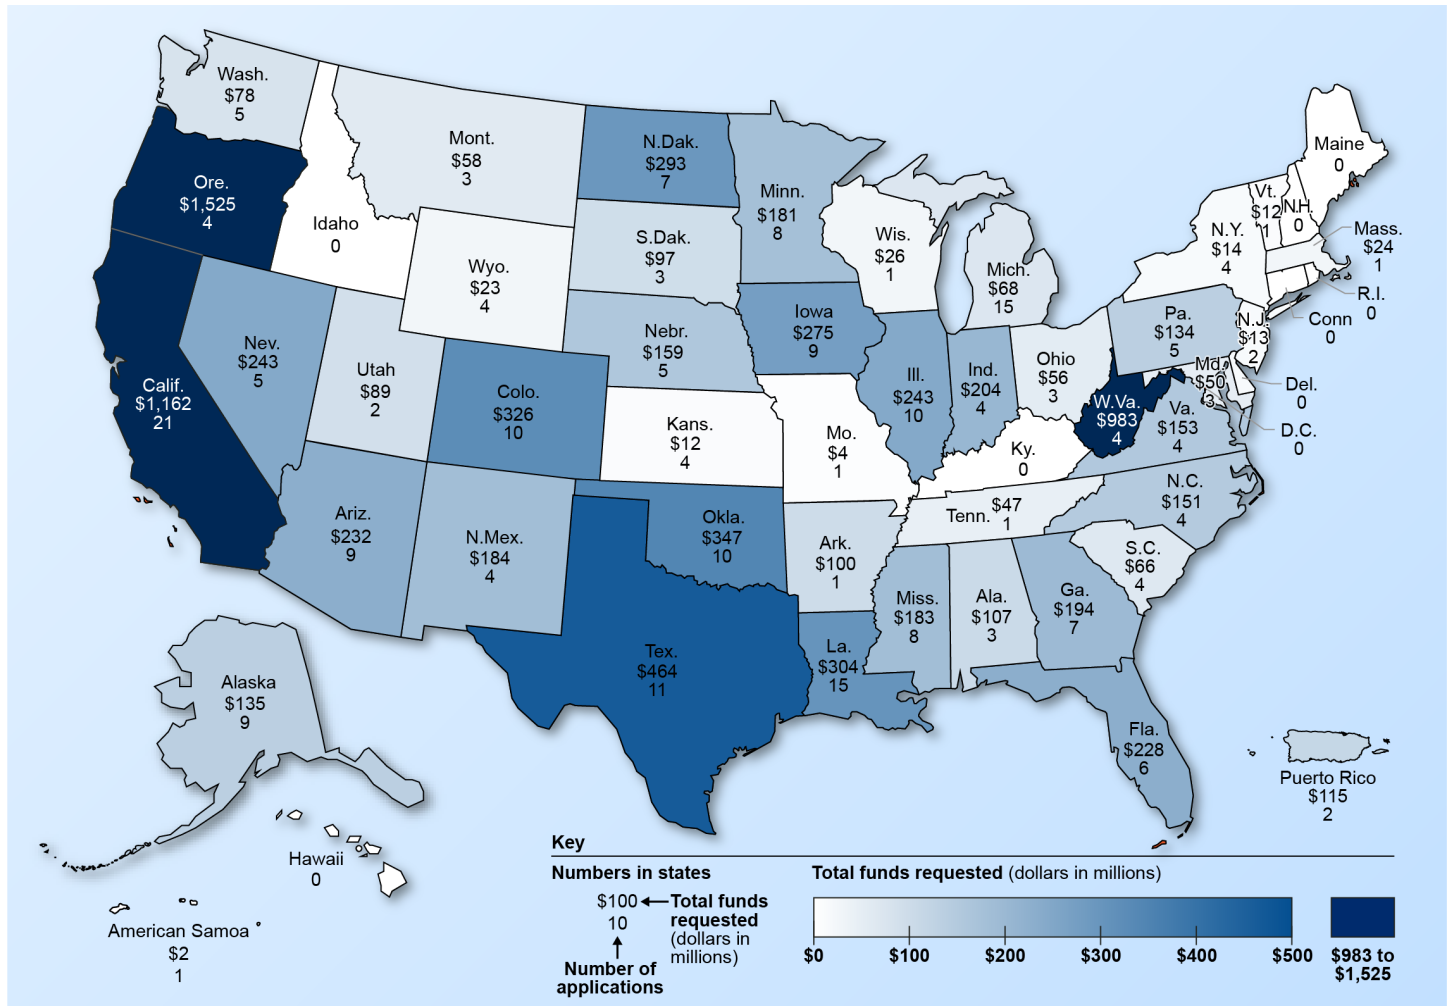 Wash.
$78
5
Ore.
$1,525
4
Calif.
$1,162
21
Idaho
0
Nev.
$243
5
Mont.
$58
3
Wyo.
$23
4
Utah
$89
2
Ariz.
$232
9
Colo.
$326
10
N.Mex.
$184
4
N.Dak.
$293
7
S.Dak.
$97
3
Nebr.
$159
5
Kans.
$12
4
Okla.
$347
10
Tex.
$464
11
Minn.
$181
8
Iowa
$275
9
Mo.
$4
1
Ark.
$100
1
La.
$304
15
Wis.
$26
1
Ill.
$243
10
Mich.
$68
15
Ind.
$204
4
Ohio
$56
3
Ky.
0
Tenn.
$47
1
Miss.
$183
8
Ala.
$107
3
Ga.
$194
7
Fla.
$228
6
S.C.
$66
4
N.C.
$151
4
Va.
$153
4
W.Va.
$983
4
Md.
$50
3
Pa.
$134
5
N.Y.
$14
4
N.J.
$13
2
Vt.
$12
1
N.H.
0
Maine
0
Mass.
$24
1
R.I.
0
Conn
0
Del.
0
D.C.
0
Alaska
$135
9
Hawaii
0
American Samoa
$2
1
Puerto Rico
$115
2
Key
Numbers in states
$100
10
Total funds
requested
(dollars in
millions)
Number of
applications
Total funds requested (dollars in millions)
$0 $100 $200 $300 $400 $500
$983 to
$1,525